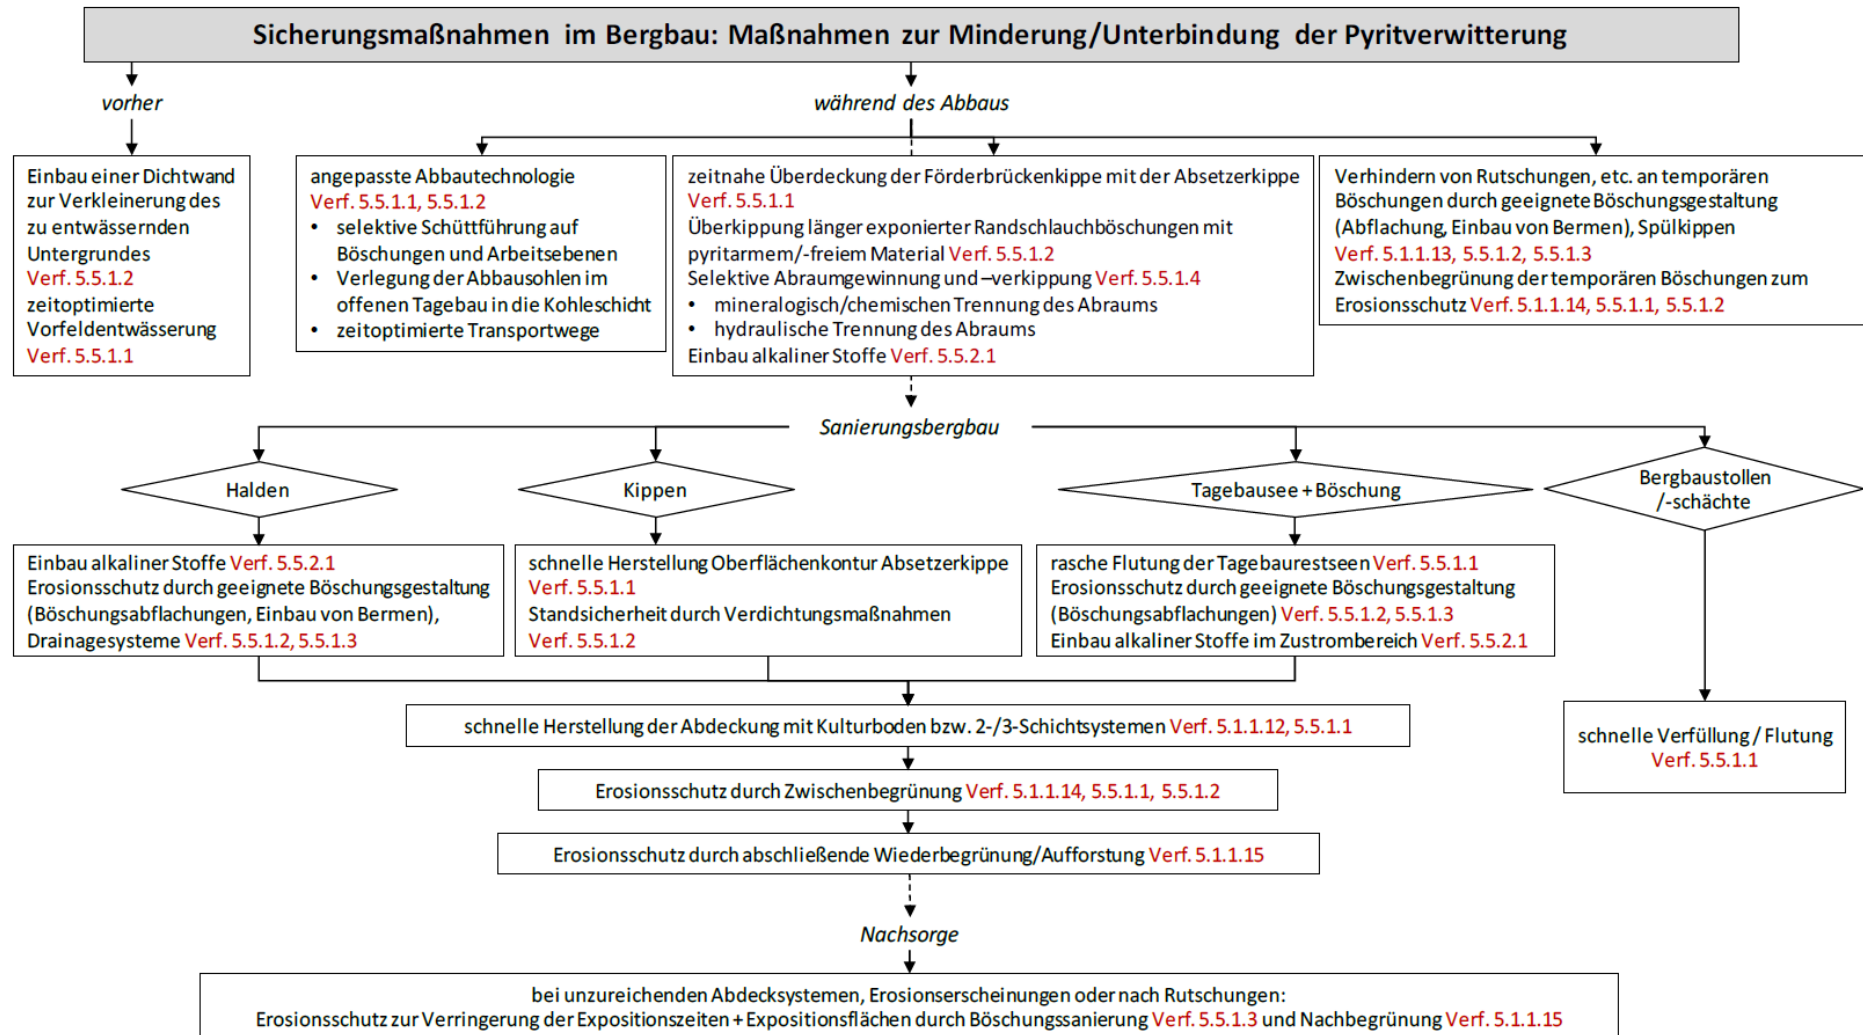 Sicherungsmaßnahmen im Bergbau: Maßnahmen zur Minderung/Unterbindung der Pyritverwitterung
vorher
während des Abbaus
Einbau einer Dichtwand
zur Verkleinerung des
zu entwässernden
Untergrundes
Verf. 5.5.1.2
zeitoptimierte
Vorfeldentwässerung
Verf. 5.5.1.1
angepasste Abbautechnologie
Verf. 5.5.1.1, 5.5.1.2
• selektive Schüttführung auf
Böschungen und Arbeitsebenen
• Verlegung der Abbausohlen im
offenen Tagebau in die Kohleschicht
• zeitoptimierte Transportwege
zeitnahe Überdeckung der Förderbrückenkippe mit der Absetzerkippe
Verf. 5.5.1.1
Überkippung länger exponierter Randschlauchböschungen mit
pyritarmem/-freiem Material Verf. 5.5.1.2
Selektive Abraumgewinnung und –verkippung Verf. 5.5.1.4
• mineralogisch/chemischen Trennung des Abraums
• hydraulische Trennung des Abraums
Einbau alkaliner Stoffe Verf. 5.5.2.1
Verhindern von Rutschungen, etc. an temporären
Böschungen durch geeignete Böschungsgestaltung
(Abflachung, Einbau von Bermen), Spülkippen
Verf. 5.1.1.13, 5.5.1.2, 5.5.1.3
Zwischenbegrünung der temporären Böschungen zum
Erosionsschutz Verf. 5.1.1.14, 5.5.1.1, 5.5.1.2
Sanierungsbergbau
Halden
Kippen
Tagebausee + Böschung
Bergbaustollen
/-schächte
Einbau alkaliner Stoffe Verf. 5.5.2.1
Erosionsschutz durch geeignete Böschungsgestaltung
(Böschungsabflachungen, Einbau von Bermen),
Drainagesysteme Verf. 5.5.1.2, 5.5.1.3
schnelle Herstellung Oberflächenkontur Absetzerkippe
Verf. 5.5.1.1
Standsicherheit durch Verdichtungsmaßnahmen
Verf. 5.5.1.2
rasche Flutung der Tagebaurestseen Verf. 5.5.1.1
Erosionsschutz durch geeignete Böschungsgestaltung
(Böschungsabflachungen) Verf. 5.5.1.2, 5.5.1.3
Einbau alkaliner Stoffe im Zustrombereich Verf. 5.5.2.1
schnelle Herstellung der Abdeckung mit Kulturboden bzw. 2-/3-Schichtsystemen Verf. 5.1.1.12, 5.5.1.1
schnelle Verfüllung / Flutung
Verf. 5.5.1.1
Erosionsschutz durch Zwischenbegrünung Verf. 5.1.1.14, 5.5.1.1, 5.5.1.2
Erosionsschutz durch abschließende Wiederbegrünung/Aufforstung Verf. 5.1.1.15
Nachsorge
bei unzureichenden Abdecksystemen, Erosionserscheinungen oder nach Rutschungen:
Erosionsschutz zur Verringerung der Expositionszeiten + Expositionsflächen durch Böschungssanierung Verf. 5.5.1.3 und Nachbegrünung Verf. 5.1.1.15